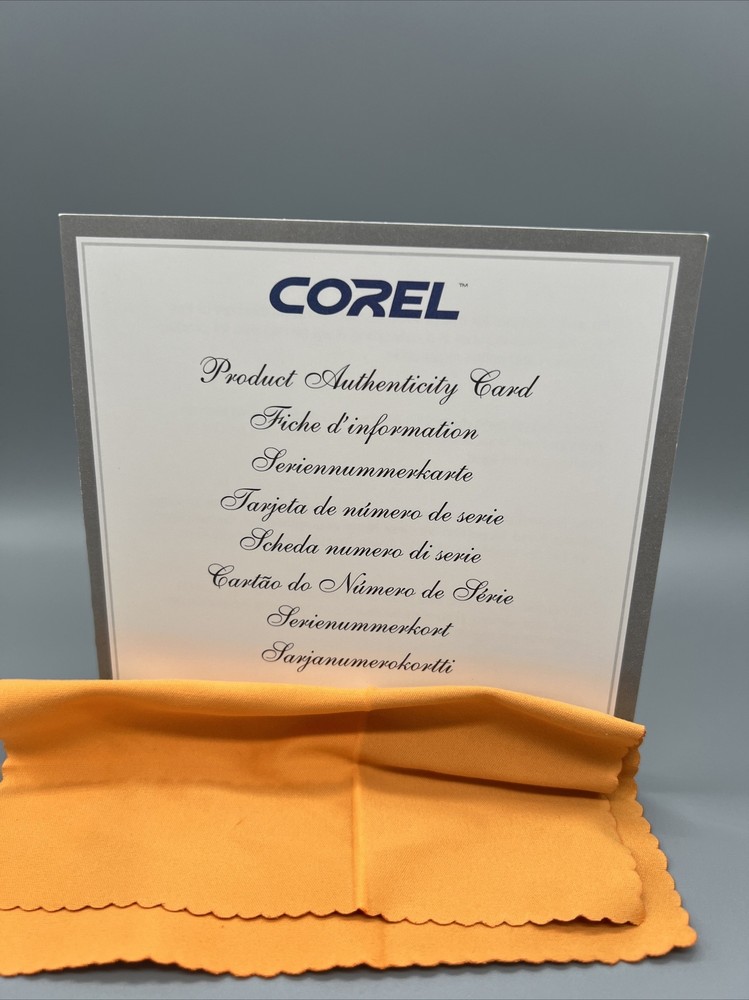 COREL™
Product Authenticity Card
Fiche d'information
Seriennummerkarte
Tarjeta de número de serie
Scheda numero di serie
Cartão do Número de Série
Serienummerkort
Sarjanumerokortti